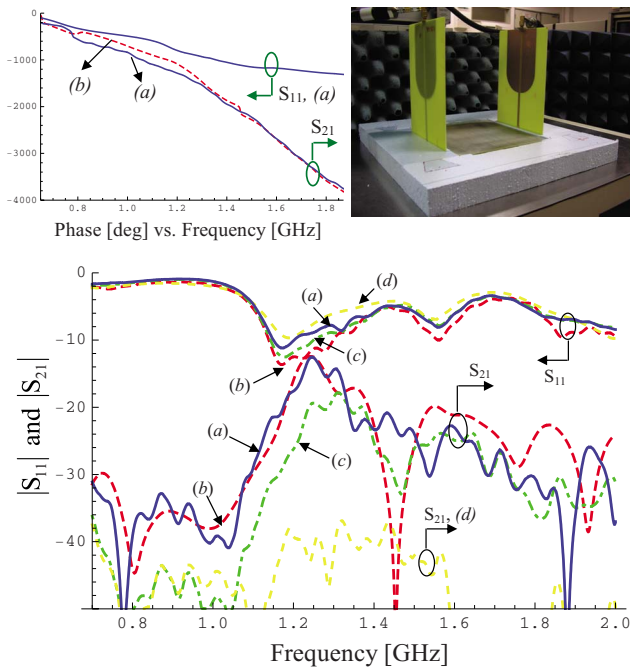 0
-1000
-2000
-3000
-4000
(b)
(a)
S11, (a)
S21
0.8 1.0 1.2 1.4 1.6 1.8
Phase [deg] vs. Frequency [GHz]
0
-10
-20
-30
-40
|S11| and |S21|
(a)
(d)
(b)
(c)
S11
S21
(a)
(c)
(b)
S21, (d)
0.8 1.0 1.2 1.4 1.6 1.8 2.0
Frequency [GHz]